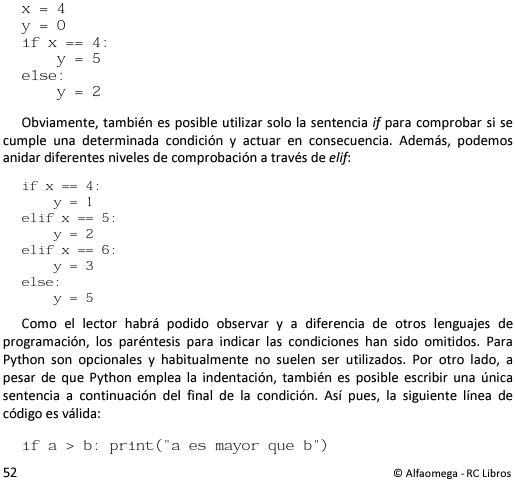 x = 4
y = 0
if x == 4:
    y = 5
else:
    y = 2
Obviamente, también es posible utilizar solo la sentencia if para comprobar si se
cumple una determinada condición y actuar en consecuencia. Además, podemos
anidar diferentes niveles de comprobación a través de elif:
if x == 4:
    y = 1
elif x == 5:
    y = 2
elif x == 6:
    y = 3
else:
    y = 5
Como el lector habrá podido observar y a diferencia de otros lenguajes de
programación, los paréntesis para indicar las condiciones han sido omitidos. Para
Python son opcionales y habitualmente no suelen ser utilizados. Por otro lado, a
pesar de que Python emplea la indentación, también es posible escribir una única
sentencia a continuación del final de la condición. Así pues, la siguiente línea de
código es válida:
if a > b: print("a es mayor que b")
52 © Alfaomega - RC Libros